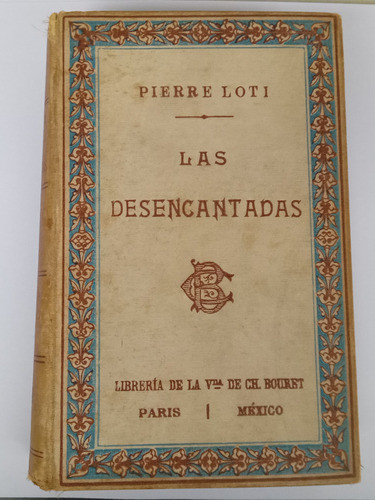 PIERRE LOTI
LAS
DESENCANTADAS
LIBRERÍA DE LA VDA DE CH. BOURET
PARIS | MÉXICO